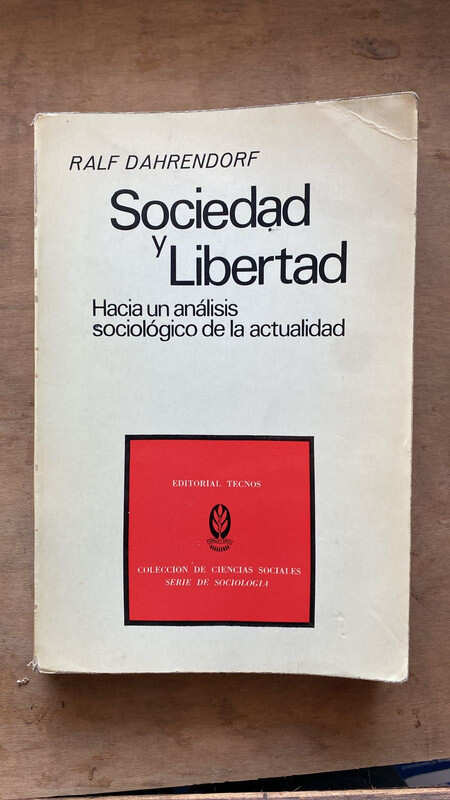 RALF DAHRENDORF
Sociedad
y
Libertad
Hacia un análisis
sociológico de la actualidad
EDITORIAL TECNOS
COLECCION DE CIENCIAS SOCIALES
SERIE DE SOCIOLOGIA